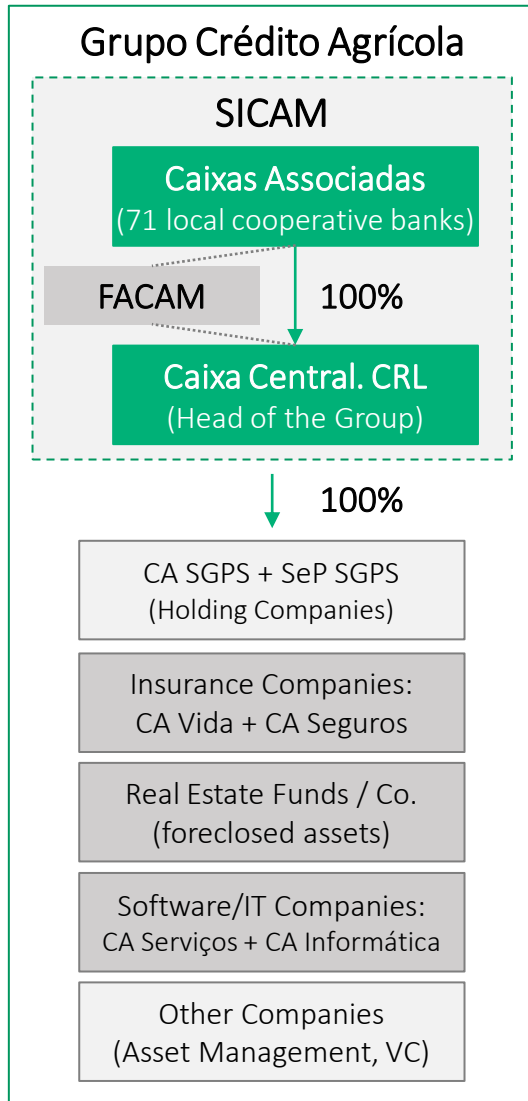 Grupo Crédito Agrícola
SICAM
Caixas Associadas
(71 local cooperative banks)
FACAM
100%
Caixa Central. CRL
(Head of the Group)
100%
CA SGPS + SeP SGPS
(Holding Companies)
Insurance Companies:
CA Vida + CA Seguros
Real Estate Funds / Co.
(foreclosed assets)
Software/IT Companies:
CA Serviços + CA Informática
Other Companies
(Asset Management, VC)